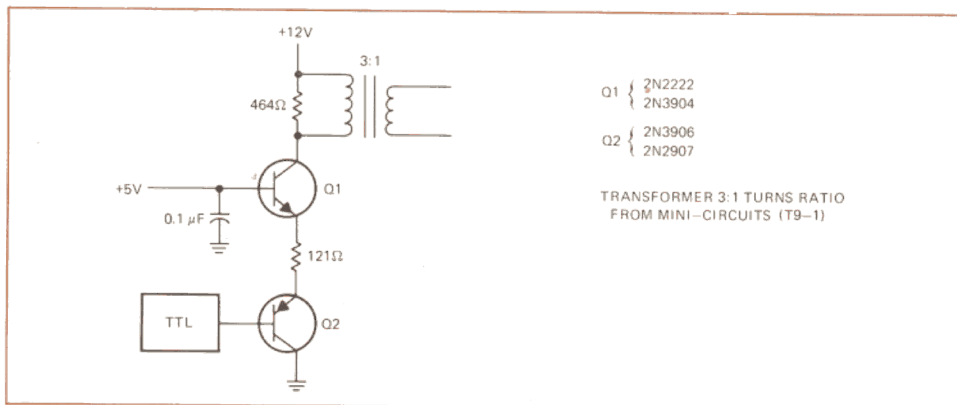 +12V
3:1
464Ω
Q1 { 2N2222
2N3904
Q2 { 2N3906
2N2907
+5V
Q1
0.1 μF
TRANSFORMER 3:1 TURNS RATIO
FROM MINI-CIRCUITS (T9-1)
121Ω
TTL
Q2